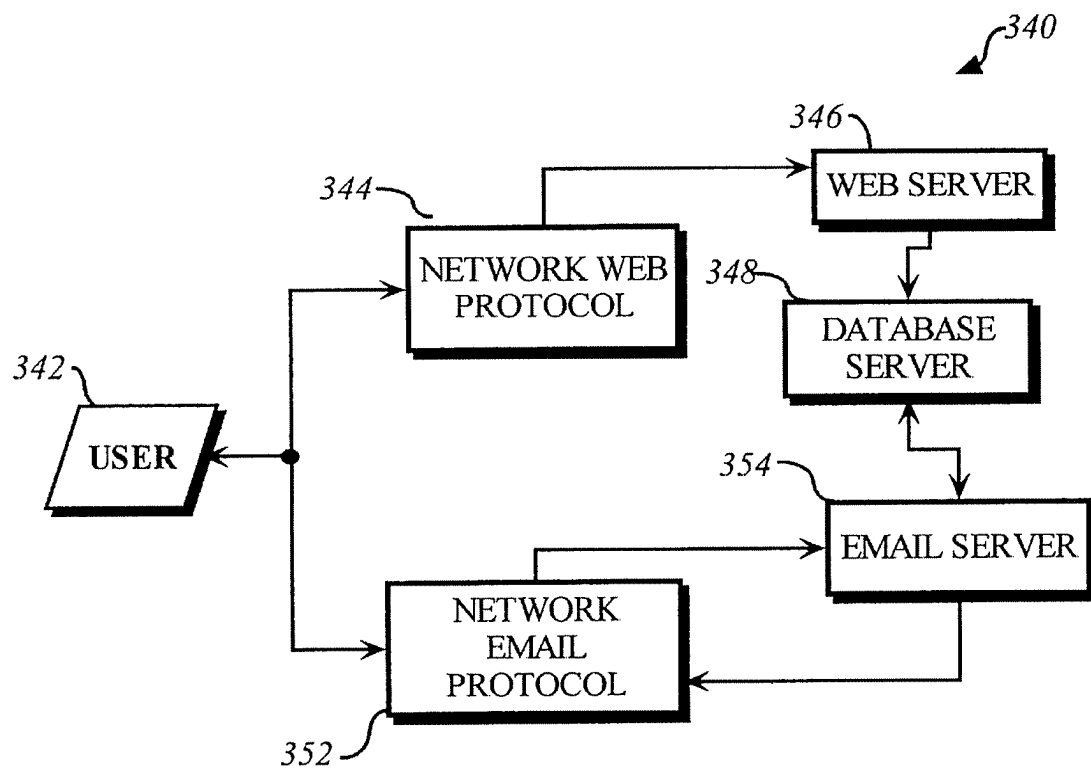 340
346
WEB SERVER
344
NETWORK WEB
PROTOCOL
348
DATABASE
SERVER
342
USER
354
EMAIL SERVER
NETWORK
EMAIL
PROTOCOL
352